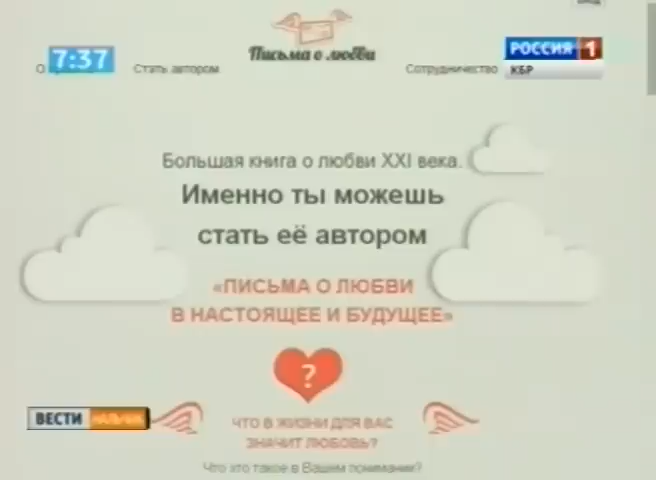 7:37
Письма о любви
РОССИЯ 1
КБР
О
Стать автором
Сотрудничество
Большая книга о любви XXI века.
Именно ты можешь
стать её автором
«ПИСЬМА О ЛЮБВИ
В НАСТОЯЩЕЕ И БУДУЩЕЕ»
?
ВЕСТИ НАЛЬЧИК
ЧТО В ЖИЗНИ ДЛЯ ВАС
ЗНАЧИТ ЛЮБОВЬ?
Что это такое в Вашем понимании?